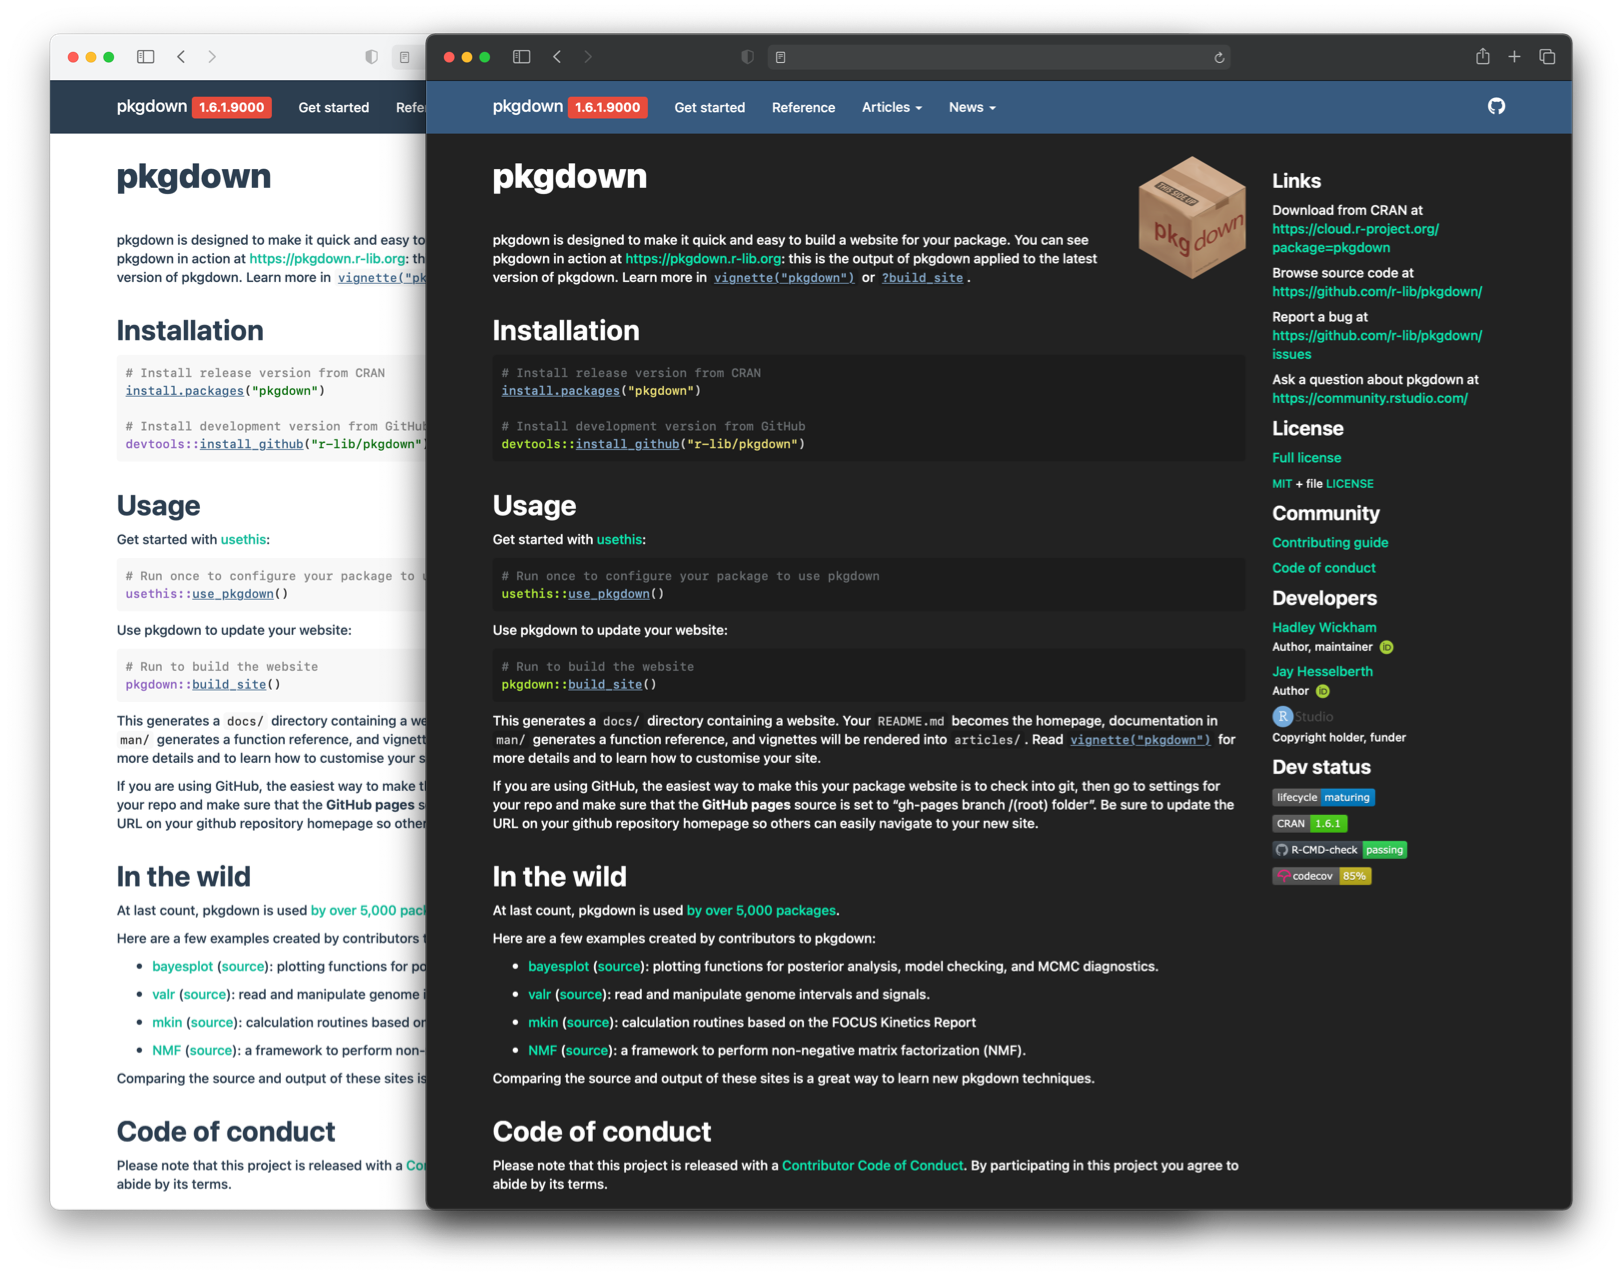 pkgdown 1.6.1.9000 Get started Refe
pkgdown
pkgdown is designed to make it quick and easy to
pkgdown in action at https://pkgdown.r-lib.org: th
version of pkgdown. Learn more in vignette("pk
Installation
# Install release version from CRAN
install.packages("pkgdown")
# Install development version from GitHub
devtools::install_github("r-lib/pkgdown")
Usage
Get started with usethis:
# Run once to configure your package to u
usethis::use_pkgdown()
Use pkgdown to update your website:
# Run to build the website
pkgdown::build_site()
This generates a docs/ directory containing a we
man/ generates a function reference, and vignett
more details and to learn how to customise your s
If you are using GitHub, the easiest way to make t
your repo and make sure that the GitHub pages s
URL on your github repository homepage so other
In the wild
At last count, pkgdown is used by over 5,000 pack
Here are a few examples created by contributors t
• bayesplot (source): plotting functions for po
• valr (source): read and manipulate genome i
• mkin (source): calculation routines based on
• NMF (source): a framework to perform non-
Comparing the source and output of these sites is
Code of conduct
Please note that this project is released with a Con
abide by its terms.
pkgdown 1.6.1.9000 Get started Reference Articles News
pkgdown
THIS SIDE UP
pkgdown
pkgdown is designed to make it quick and easy to build a website for your package. You can see
pkgdown in action at https://pkgdown.r-lib.org: this is the output of pkgdown applied to the latest
version of pkgdown. Learn more in vignette("pkgdown") or ?build_site .
Installation
# Install release version from CRAN
install.packages("pkgdown")
# Install development version from GitHub
devtools::install_github("r-lib/pkgdown")
Usage
Get started with usethis:
# Run once to configure your package to use pkgdown
usethis::use_pkgdown()
Use pkgdown to update your website:
# Run to build the website
pkgdown::build_site()
This generates a docs/ directory containing a website. Your README.md becomes the homepage, documentation in
man/ generates a function reference, and vignettes will be rendered into articles/ . Read vignette("pkgdown") for
more details and to learn how to customise your site.
If you are using GitHub, the easiest way to make this your package website is to check into git, then go to settings for
your repo and make sure that the GitHub pages source is set to “gh-pages branch /(root) folder”. Be sure to update the
URL on your github repository homepage so others can easily navigate to your new site.
In the wild
At last count, pkgdown is used by over 5,000 packages.
Here are a few examples created by contributors to pkgdown:
• bayesplot (source): plotting functions for posterior analysis, model checking, and MCMC diagnostics.
• valr (source): read and manipulate genome intervals and signals.
• mkin (source): calculation routines based on the FOCUS Kinetics Report
• NMF (source): a framework to perform non-negative matrix factorization (NMF).
Comparing the source and output of these sites is a great way to learn new pkgdown techniques.
Code of conduct
Please note that this project is released with a Contributor Code of Conduct. By participating in this project you agree to
abide by its terms.
Links
Download from CRAN at
https://cloud.r-project.org/
package=pkgdown
Browse source code at
https://github.com/r-lib/pkgdown/
Report a bug at
https://github.com/r-lib/pkgdown/
issues
Ask a question about pkgdown at
https://community.rstudio.com/
License
Full license
MIT + file LICENSE
Community
Contributing guide
Code of conduct
Developers
Hadley Wickham
Author, maintainer iD
Jay Hesselberth
Author iD
R Studio
Copyright holder, funder
Dev status
lifecycle maturing
CRAN 1.6.1
R-CMD-check passing
codecov 85%